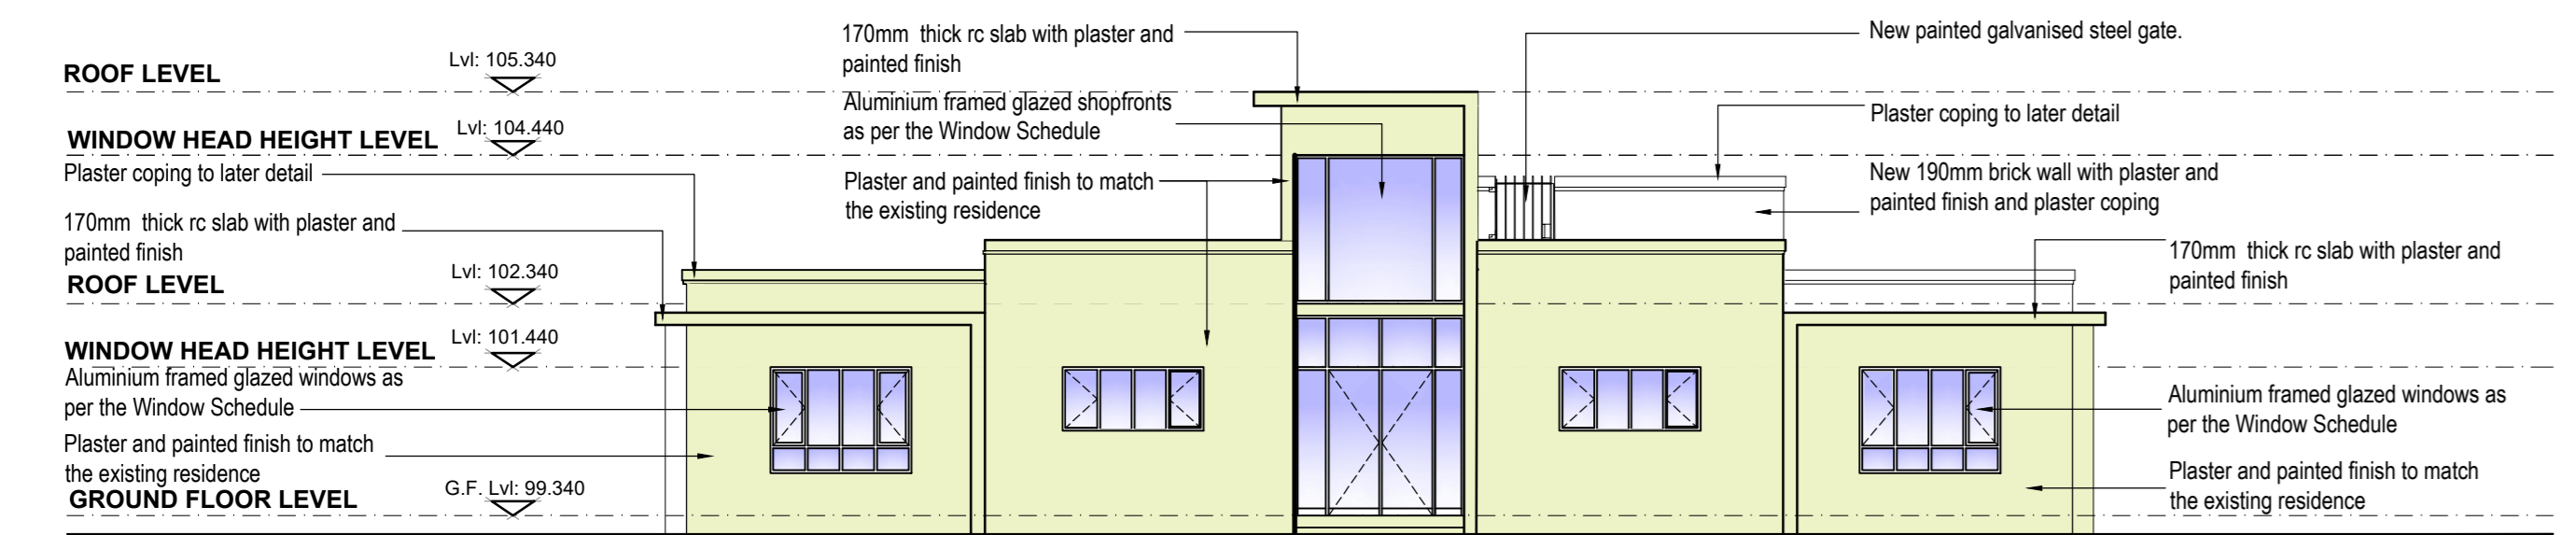 ROOF LEVEL
Lvl: 105.340
WINDOW HEAD HEIGHT LEVEL
Lvl: 104.440
Plaster coping to later detail
170mm thick rc slab with plaster and
painted finish
ROOF LEVEL
Lvl: 102.340
WINDOW HEAD HEIGHT LEVEL
Lvl: 101.440
Aluminium framed glazed windows as
per the Window Schedule
Plaster and painted finish to match
the existing residence
GROUND FLOOR LEVEL
G.F. Lvl: 99.340
170mm thick rc slab with plaster and
painted finish
Aluminium framed glazed shopfronts
as per the Window Schedule
Plaster and painted finish to match
the existing residence
New painted galvanised steel gate.
Plaster coping to later detail
New 190mm brick wall with plaster and
painted finish and plaster coping
170mm thick rc slab with plaster and
painted finish
Aluminium framed glazed windows as
per the Window Schedule
Plaster and painted finish to match
the existing residence